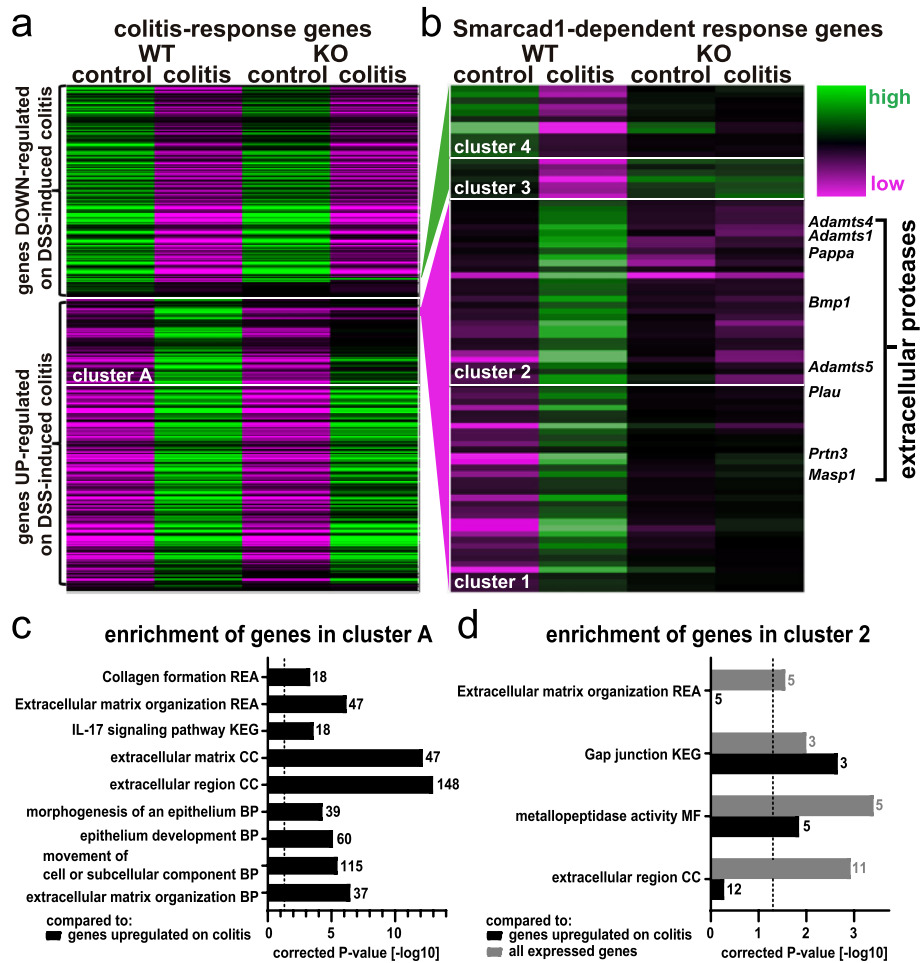 a
colitis-response genes
WT KO
control colitis control colitis
genes DOWN-regulated
on DSS-induced colitis
genes UP-regulated
on DSS-induced colitis
cluster A
b
Smarcad1-dependent response genes
WT KO
control colitis control colitis
high
low
cluster 4
cluster 3
cluster 2
cluster 1
Adamts4
Adamts1
Pappa
Bmp1
Adamts5
Plau
Prtn3
Masp1
extracellular proteases
c
enrichment of genes in cluster A
Collagen formation REA 18
Extracellular matrix organization REA 47
IL-17 signaling pathway KEG 18
extracellular matrix CC 47
extracellular region CC 148
morphogenesis of an epithelium BP 39
epithelium development BP 60
movement of
cell or subcellular component BP 115
extracellular matrix organization BP 37
0 5 10
compared to:
genes upregulated on colitis
corrected P-value [-log10]
d
enrichment of genes in cluster 2
Extracellular matrix organization REA 5
5
Gap junction KEG 3
3
metallopeptidase activity MF 5
5
extracellular region CC 11
12
0 1 2 3
compared to:
genes upregulated on colitis
all expressed genes
corrected P-value [-log10]